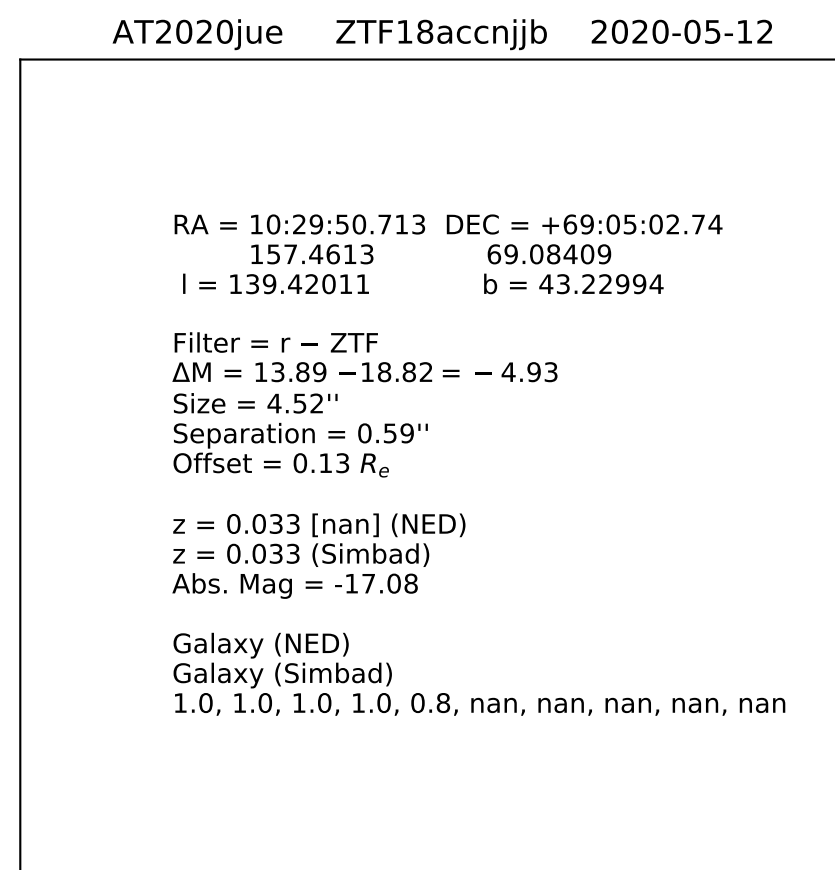 AT2020jue ZTF18accnjjb 2020-05-12
RA = 10:29:50.713 DEC = +69:05:02.74
157.4613 69.08409
l = 139.42011 b = 43.22994
Filter = r − ZTF
ΔM = 13.89 −18.82 = − 4.93
Size = 4.52''
Separation = 0.59''
Offset = 0.13 Re
z = 0.033 [nan] (NED)
z = 0.033 (Simbad)
Abs. Mag = -17.08
Galaxy (NED)
Galaxy (Simbad)
1.0, 1.0, 1.0, 1.0, 0.8, nan, nan, nan, nan, nan